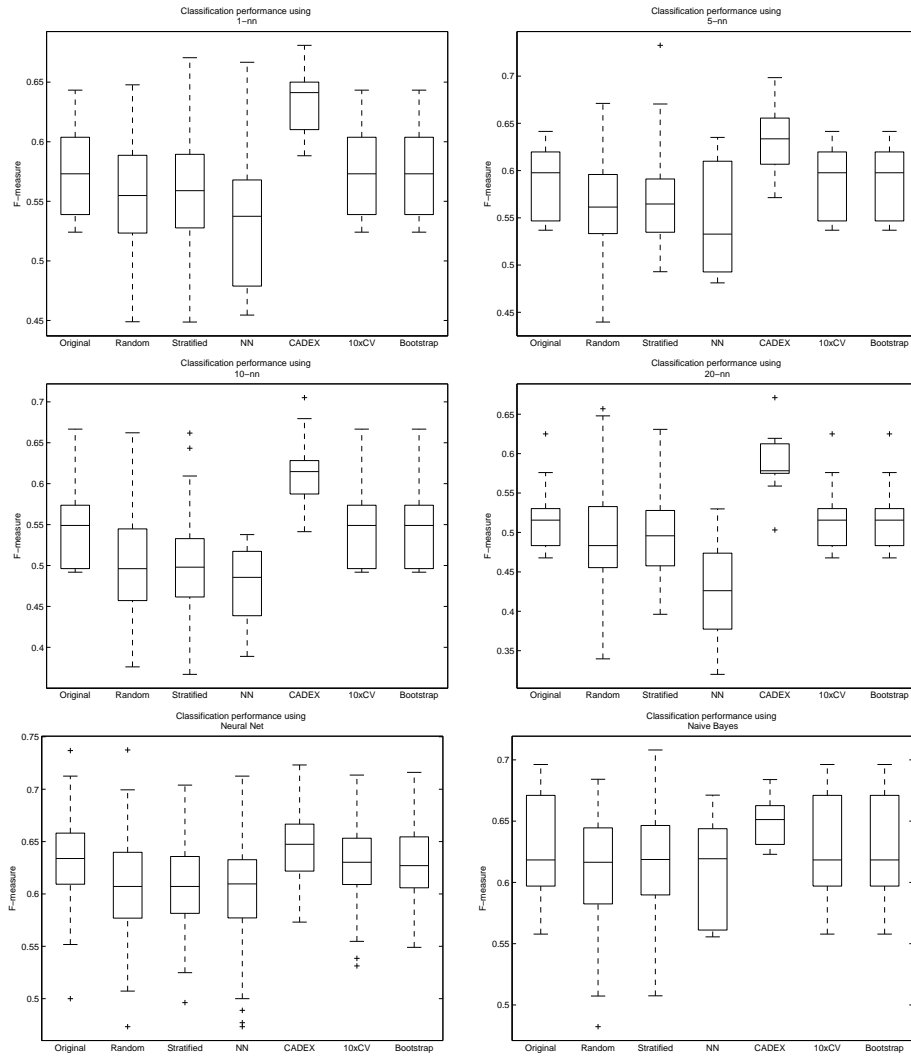 Classification performance using
1−nn
0.65
0.6
0.55
0.5
0.45
F−measure
Original Random Stratified NN CADEX 10xCV Bootstrap
Classification performance using
5−nn
0.7
0.65
0.6
0.55
0.5
0.45
F−measure
Original Random Stratified NN CADEX 10xCV Bootstrap
Classification performance using
10−nn
0.7
0.65
0.6
0.55
0.5
0.45
0.4
F−measure
Original Random Stratified NN CADEX 10xCV Bootstrap
Classification performance using
20−nn
0.65
0.6
0.55
0.5
0.45
0.4
0.35
F−measure
Original Random Stratified NN CADEX 10xCV Bootstrap
Classification performance using
Neural Net
0.75
0.7
0.65
0.6
0.55
0.5
F−measure
Original Random Stratified NN CADEX 10xCV Bootstrap
Classification performance using
Naive Bayes
0.7
0.65
0.6
0.55
0.5
F−measure
Original Random Stratified NN CADEX 10xCV Bootstrap